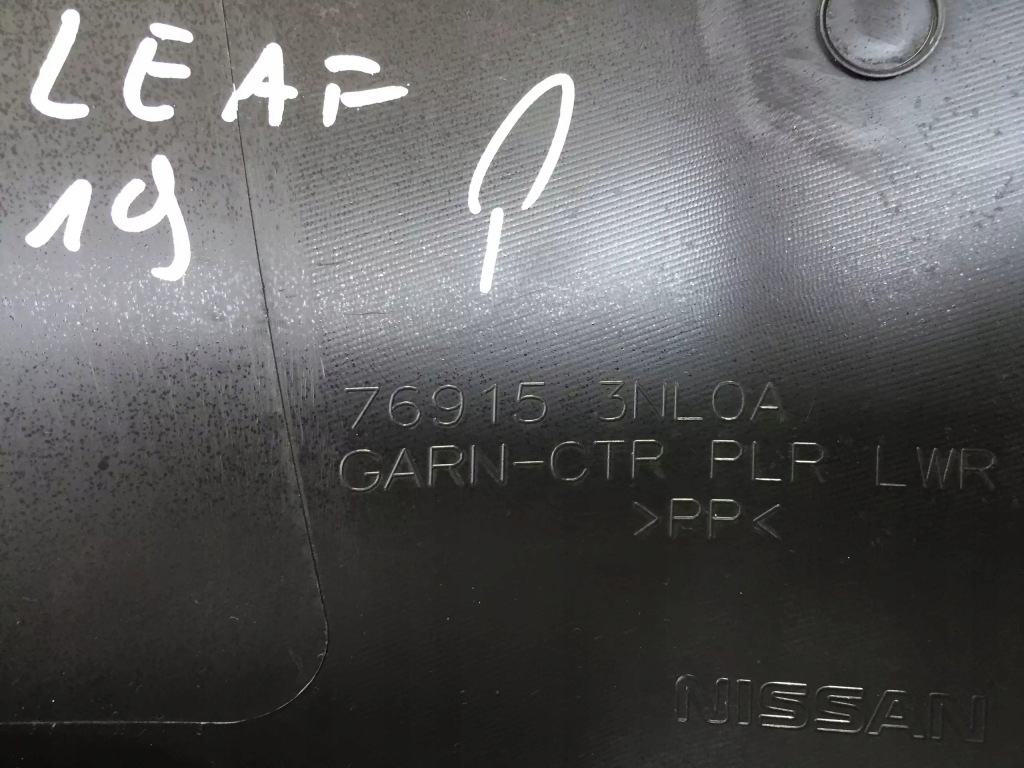 LEAF
19
P
76915 3NL0A
GARN-CTR PLR LWR
>PP<
NISSAN